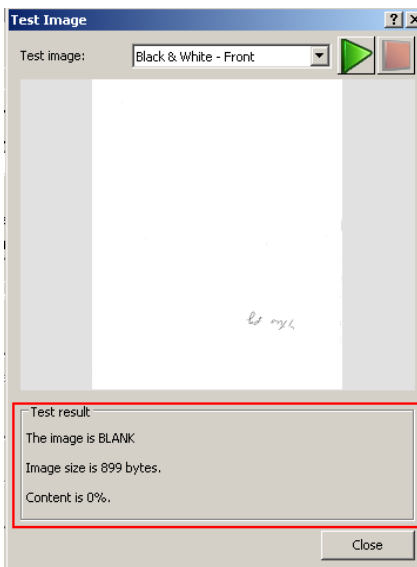 Test Image
Test image:
Black & White - Front
Test result
The image is BLANK
Image size is 899 bytes.
Content is 0%.
Close